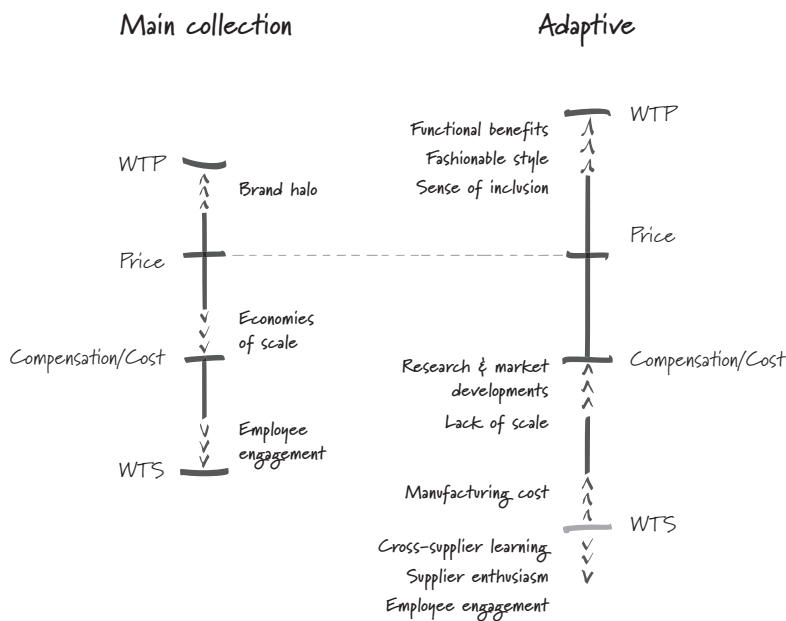 Main collection
WTP
Brand halo
Price
Economies
of scale
Compensation/Cost
Employee
engagement
WTS
Adaptive
WTP
Functional benefits
Fashionable style
Sense of inclusion
Price
Compensation/Cost
Research & market
developments
Lack of scale
Manufacturing cost
WTS
Cross-supplier learning
Supplier enthusiasm
Employee engagement